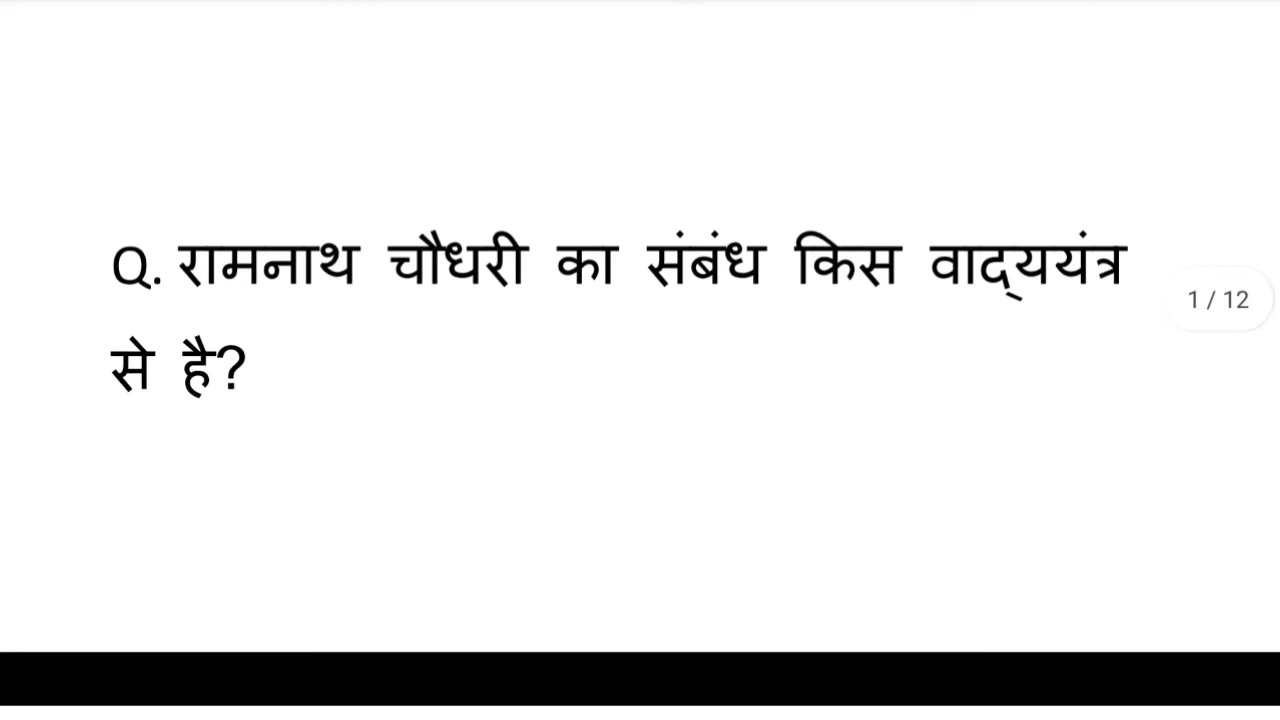 Q. रामनाथ चौधरी का संबंध किस वाद्ययंत्र
से है?
1 / 12